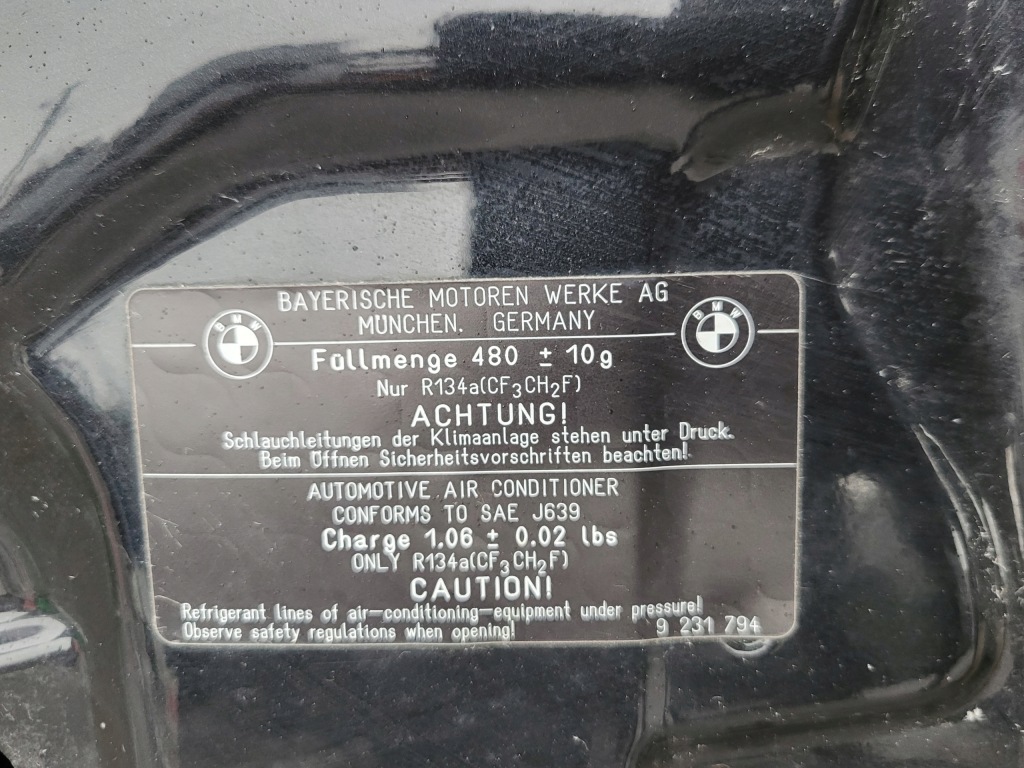 BAYERISCHE MOTOREN WERKE AG
MÜNCHEN. GERMANY
BMW
BMW
Füllmenge 480 ± 10g
Nur R134a(CF3CH2F)
ACHTUNG!
Schlauchleitungen der Klimaanlage stehen unter Druck.
Beim Öffnen Sicherheitsvorschriften beachten!
AUTOMOTIVE AIR CONDITIONER
CONFORMS TO SAE J639
Charge 1.06 ± 0.02 lbs
ONLY R134a(CF3CH2F)
CAUTION!
Refrigerant lines of air-conditioning-equipment under pressure!
Observe safety regulations when opening!
9 231 794